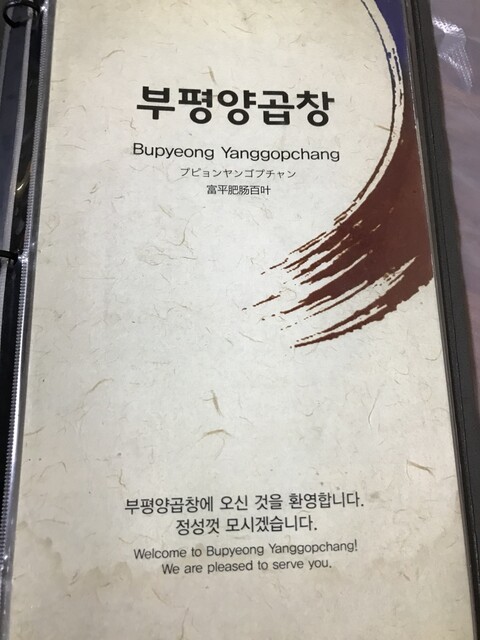 부평양곱창
Bupyeong Yanggopchang
プピョンヤンゴプチャン
富平肥肠百叶
부평양곱창에 오신 것을 환영합니다.
정성껏 모시겠습니다.
Welcome to Bupyeong Yanggopchang!
We are pleased to serve you.